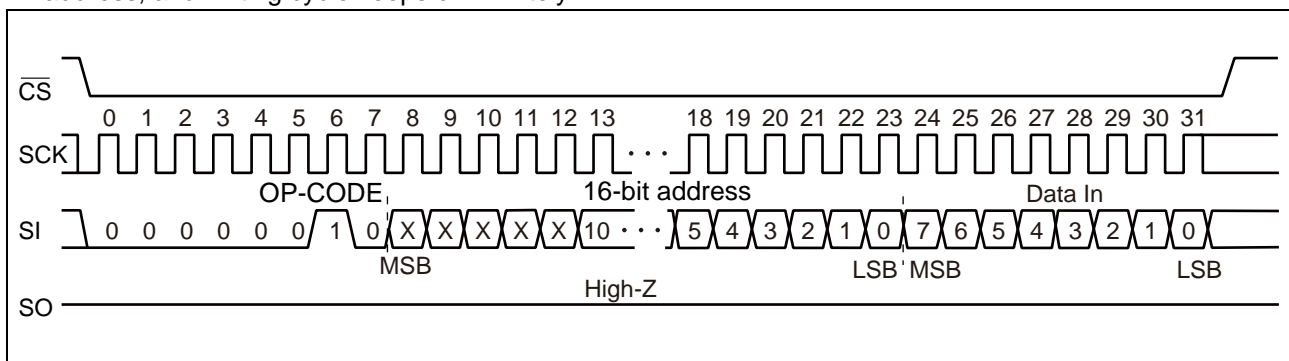 CS
0 1 2 3 4 5 6 7 8 9 10 11 12 13 18 19 20 21 22 23 24 25 26 27 28 29 30 31
SCK ···
OP-CODE 16-bit address Data In
SI 0 0 0 0 0 0 1 0 X X X X X 10 ··· 5 4 3 2 1 0 7 6 5 4 3 2 1 0
MSB LSB MSB LSB
High-Z
SO